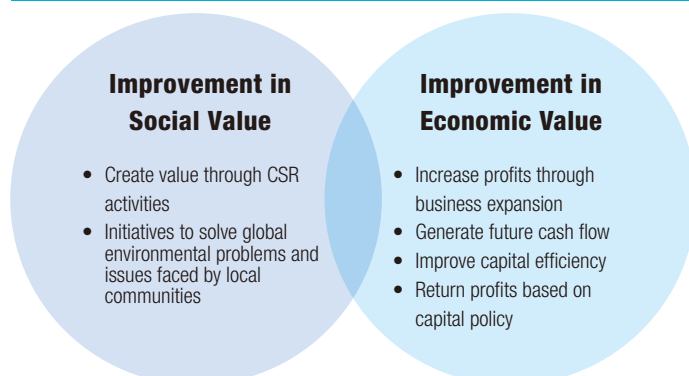 Improvement in
Social Value
• Create value through CSR
activities
• Initiatives to solve global
environmental problems and
issues faced by local
communities
Improvement in
Economic Value
• Increase profits through
business expansion
• Generate future cash flow
• Improve capital efficiency
• Return profits based on
capital policy